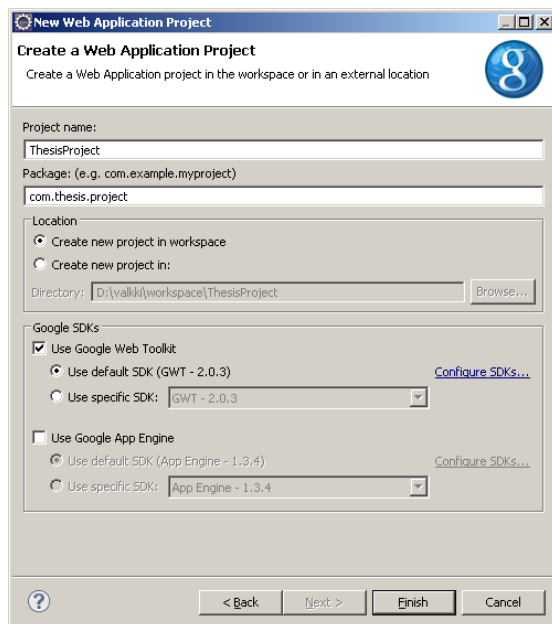 New Web Application Project
Create a Web Application Project
Create a Web Application project in the workspace or in an external location
Project name:
ThesisProject
Package: (e.g. com.example.myproject)
com.thesis.project
Location
Create new project in workspace
Create new project in:
Directory: D:\valkki\workspace\ThesisProject Browse...
Google SDKs
Use Google Web Toolkit
Use default SDK (GWT - 2.0.3) Configure SDKs...
Use specific SDK: GWT - 2.0.3
Use Google App Engine
Use default SDK (App Engine - 1.3.4) Configure SDKs...
Use specific SDK: App Engine - 1.3.4
? < Back Next > Finish Cancel